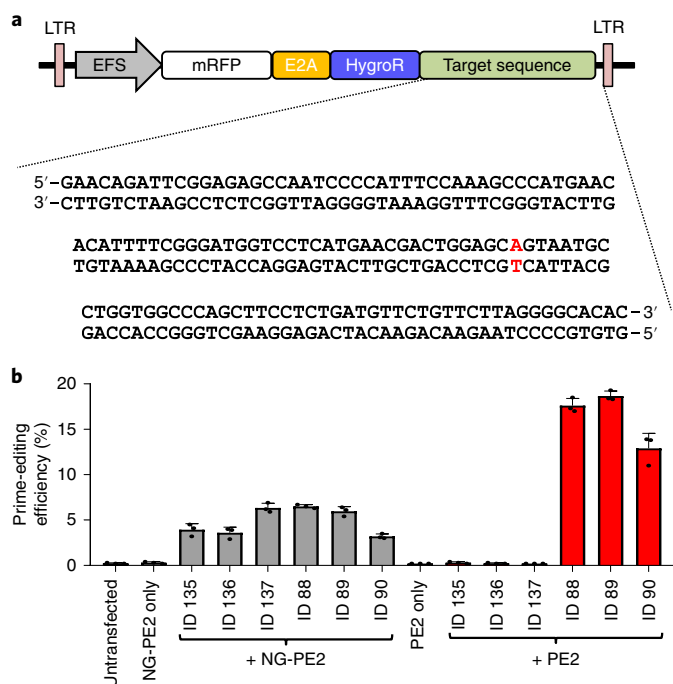 a
LTR
LTR
EFS
mRFP
E2A
HygroR
Target sequence
5′–GAACAGATTCGGAGAGCCAATCCCCATTTCCAAAGCCCATGAAC
3′–CTTGTCTAAGCCTCTCGGTTAGGGGTAAAGGTTTCGGGTACTTG
ACATTTTCGGGATGGTCCTCATGAACGACTGGAGCAGTAATGC
TGTAAAAGCCCTACCAGGAGTACTTGCTGACCTCGTCATTACG
CTGGTGGCCCAGCTTCCTCTGATGTTCTGTTCTTAGGGGCACAC–3′
GACCACCGGGTCGAAGGAGACTACAAGACAAGAATCCCCGTGTG–5′
b
Prime-editing
efficiency (%)
20
15
10
5
0
Untransfected
NG-PE2 only
ID 135
ID 136
ID 137
ID 88
ID 89
ID 90
PE2 only
ID 135
ID 136
ID 137
ID 88
ID 89
ID 90
+ NG-PE2
+ PE2